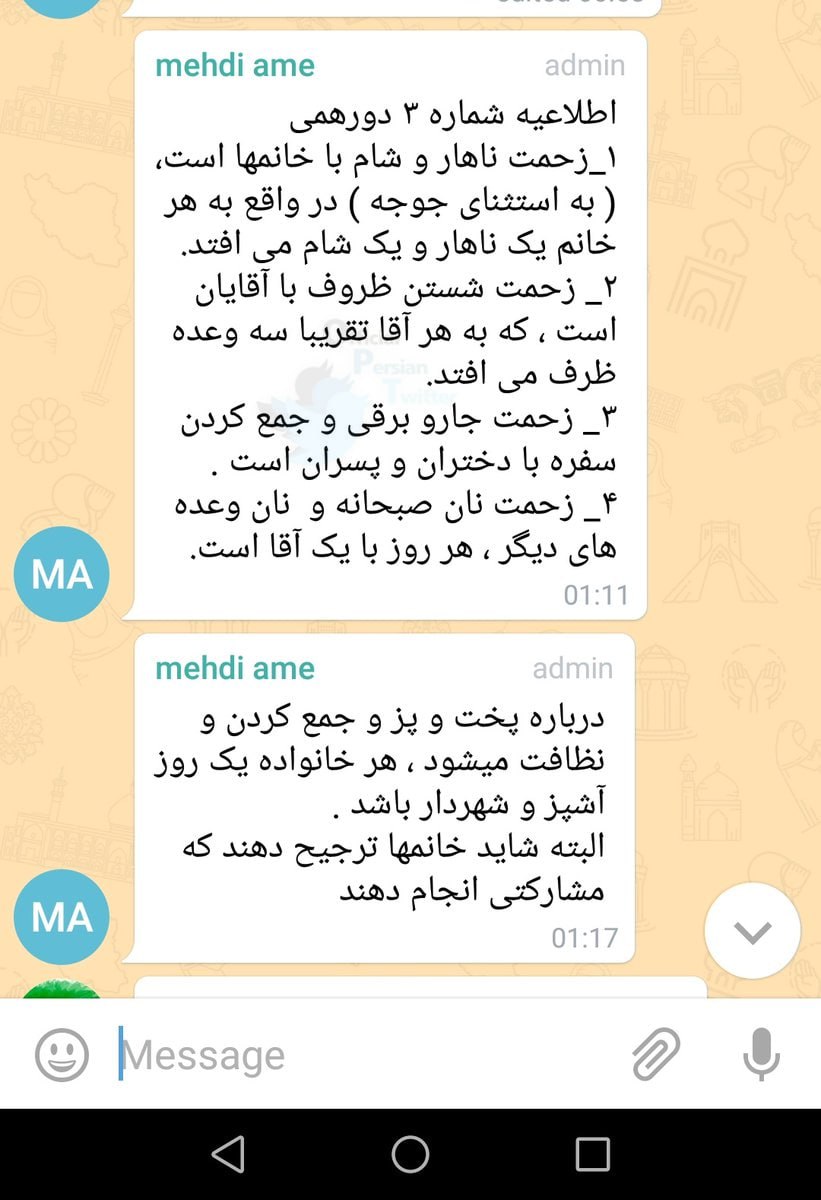 mehdi ame admin
اطلاعیه شماره ۳ دورهمی
۱_زحمت ناهار و شام با خانمها است،
( به استثنای جوجه ) در واقع به هر
خانم یک ناهار و یک شام می افتد.
۲_ زحمت شستن ظروف با آقایان
است ، که به هر آقا تقریبا سه وعده
ظرف می افتد.
۳_ زحمت جارو برقی و جمع کردن
سفره با دختران و پسران است .
۴_ زحمت نان صبحانه و نان وعده
های دیگر ، هر روز با یک آقا است.
01:11
MA
Persian
Twitter
mehdi ame admin
درباره پخت و پز و جمع کردن و
نظافت میشود ، هر خانواده یک روز
آشپز و شهردار باشد .
البته شاید خانمها ترجیح دهند که
مشارکتی انجام دهند
01:17
MA
Message